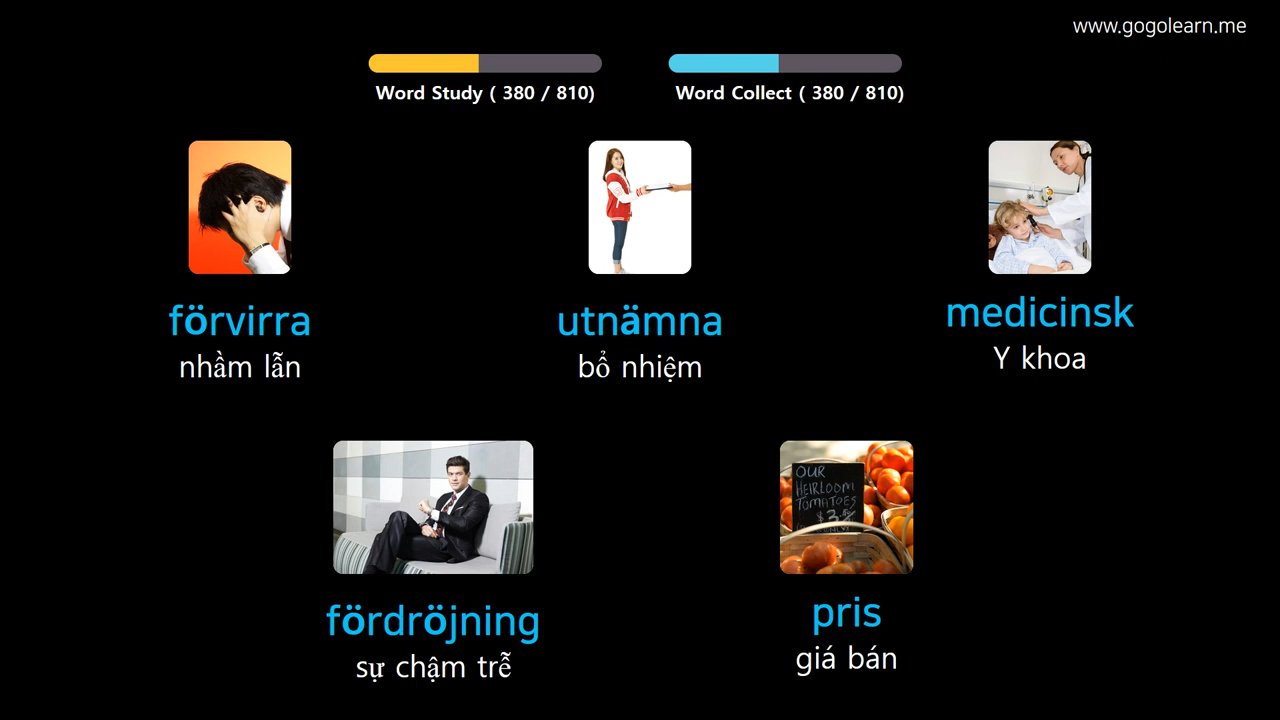 www.gogolearn.me
Word Study ( 380 / 810)
Word Collect ( 380 / 810)
förvirra
nhầm lẫn
utnämna
bổ nhiệm
medicinsk
Y khoa
OUR
HEIRLOOM
TOMATOES
fördröjning
sự chậm trễ
pris
giá bán